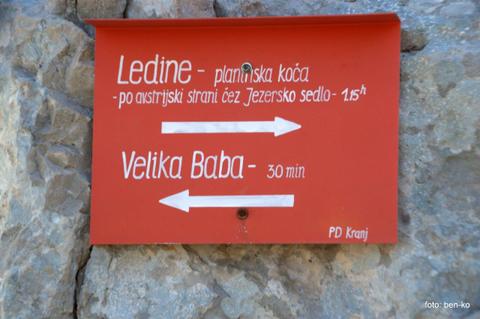 Ledine - planinska koča
- po avstrijski strani čez Jezersko sedlo - 1.15h
Velika Baba - 30 min
PD Kranj
foto: ben-ko